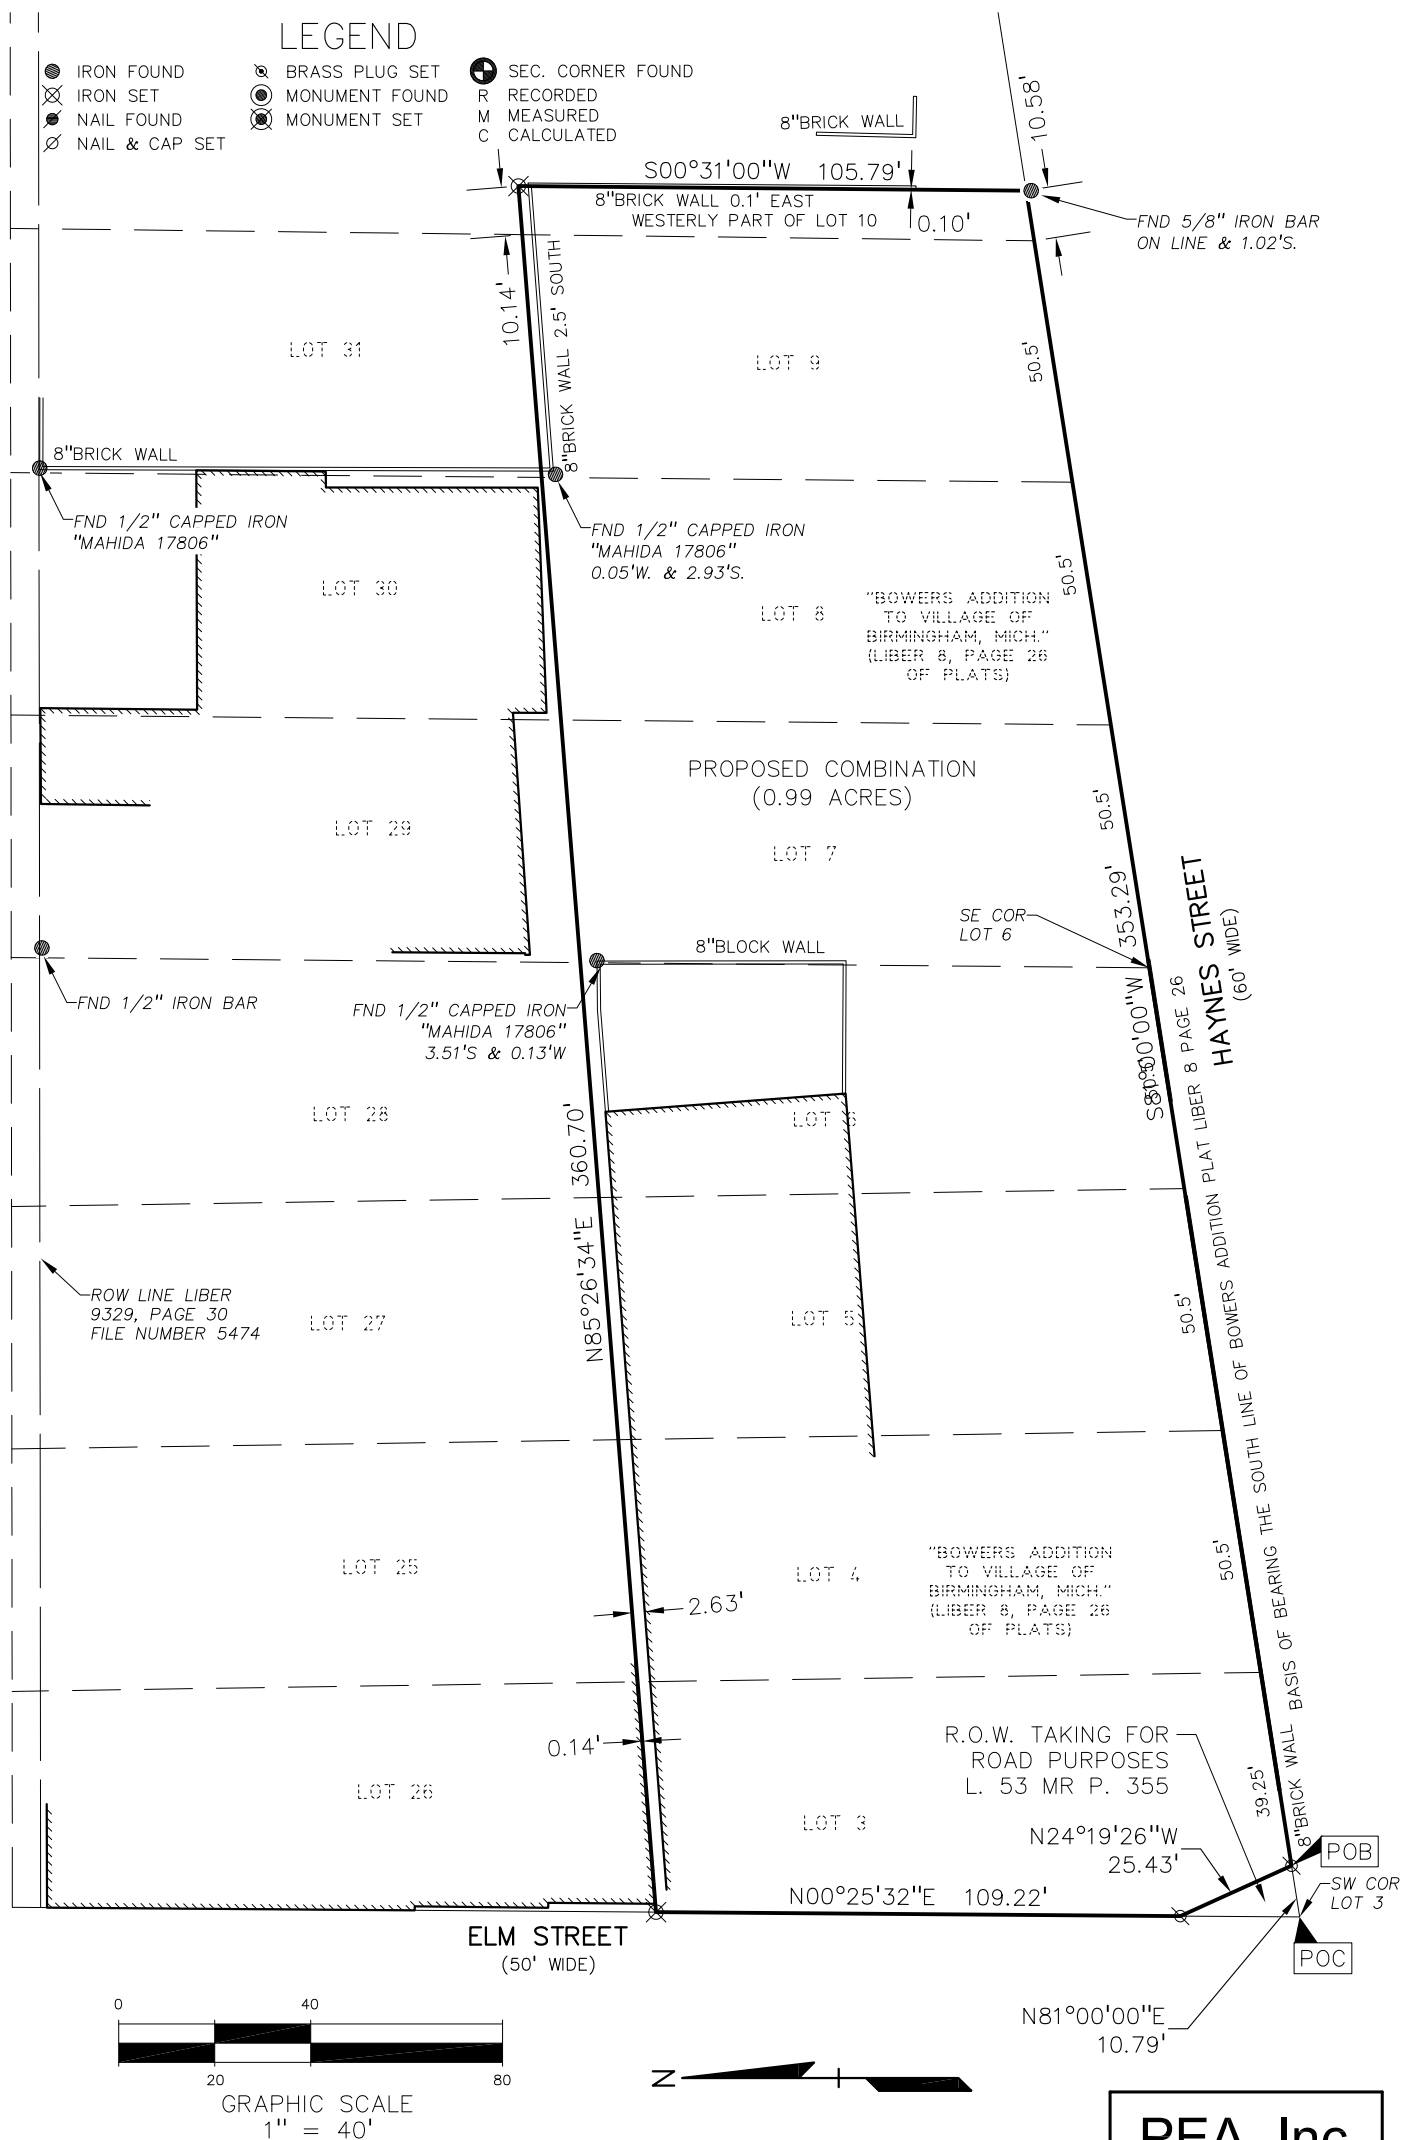 LEGEND
IRON FOUND
IRON SET
NAIL FOUND
NAIL & CAP SET
BRASS PLUG SET
MONUMENT FOUND
MONUMENT SET
SEC. CORNER FOUND
R RECORDED
M MEASURED
C CALCULATED
8"BRICK WALL
10.58'
S00°31'00"W 105.79'
8"BRICK WALL 0.1' EAST
WESTERLY PART OF LOT 10
0.10'
FND 5/8" IRON BAR
ON LINE & 1.02'S.
10.14'
8"BRICK WALL 2.5' SOUTH
LOT 31
LOT 9
50.5'
8"BRICK WALL
FND 1/2" CAPPED IRON
"MAHIDA 17806"
FND 1/2" CAPPED IRON
"MAHIDA 17806"
0.05'W. & 2.93'S.
LOT 30
LOT 8
"BOWERS ADDITION
TO VILLAGE OF
BIRMINGHAM, MICH."
(LIBER 8, PAGE 26
OF PLATS)
50.5'
PROPOSED COMBINATION
(0.99 ACRES)
LOT 29
LOT 7
50.5'
SE COR
LOT 6
S81°00'00"W 353.29'
50.5'
HAYNES STREET
(60' WIDE)
8"BLOCK WALL
FND 1/2" IRON BAR
FND 1/2" CAPPED IRON
"MAHIDA 17806"
3.51'S & 0.13'W
LOT 28
LOT 6
N85°26'34"E 360.70'
8"BRICK WALL BASIS OF BEARING THE SOUTH LINE OF BOWERS ADDITION PLAT LIBER 8 PAGE 26
ROW LINE LIBER
9329, PAGE 30
FILE NUMBER 5474
LOT 27
LOT 5
50.5'
LOT 25
LOT 4
"BOWERS ADDITION
TO VILLAGE OF
BIRMINGHAM, MICH."
(LIBER 8, PAGE 26
OF PLATS)
50.5'
2.63'
0.14'
R.O.W. TAKING FOR
ROAD PURPOSES
L. 53 MR P. 355
39.25'
LOT 26
LOT 3
N24°19'26"W
25.43'
POB
SW COR
LOT 3
N00°25'32"E 109.22'
ELM STREET
(50' WIDE)
POC
N81°00'00"E
10.79'
0 40
20 80
GRAPHIC SCALE
1" = 40'
N
PEA, Inc.